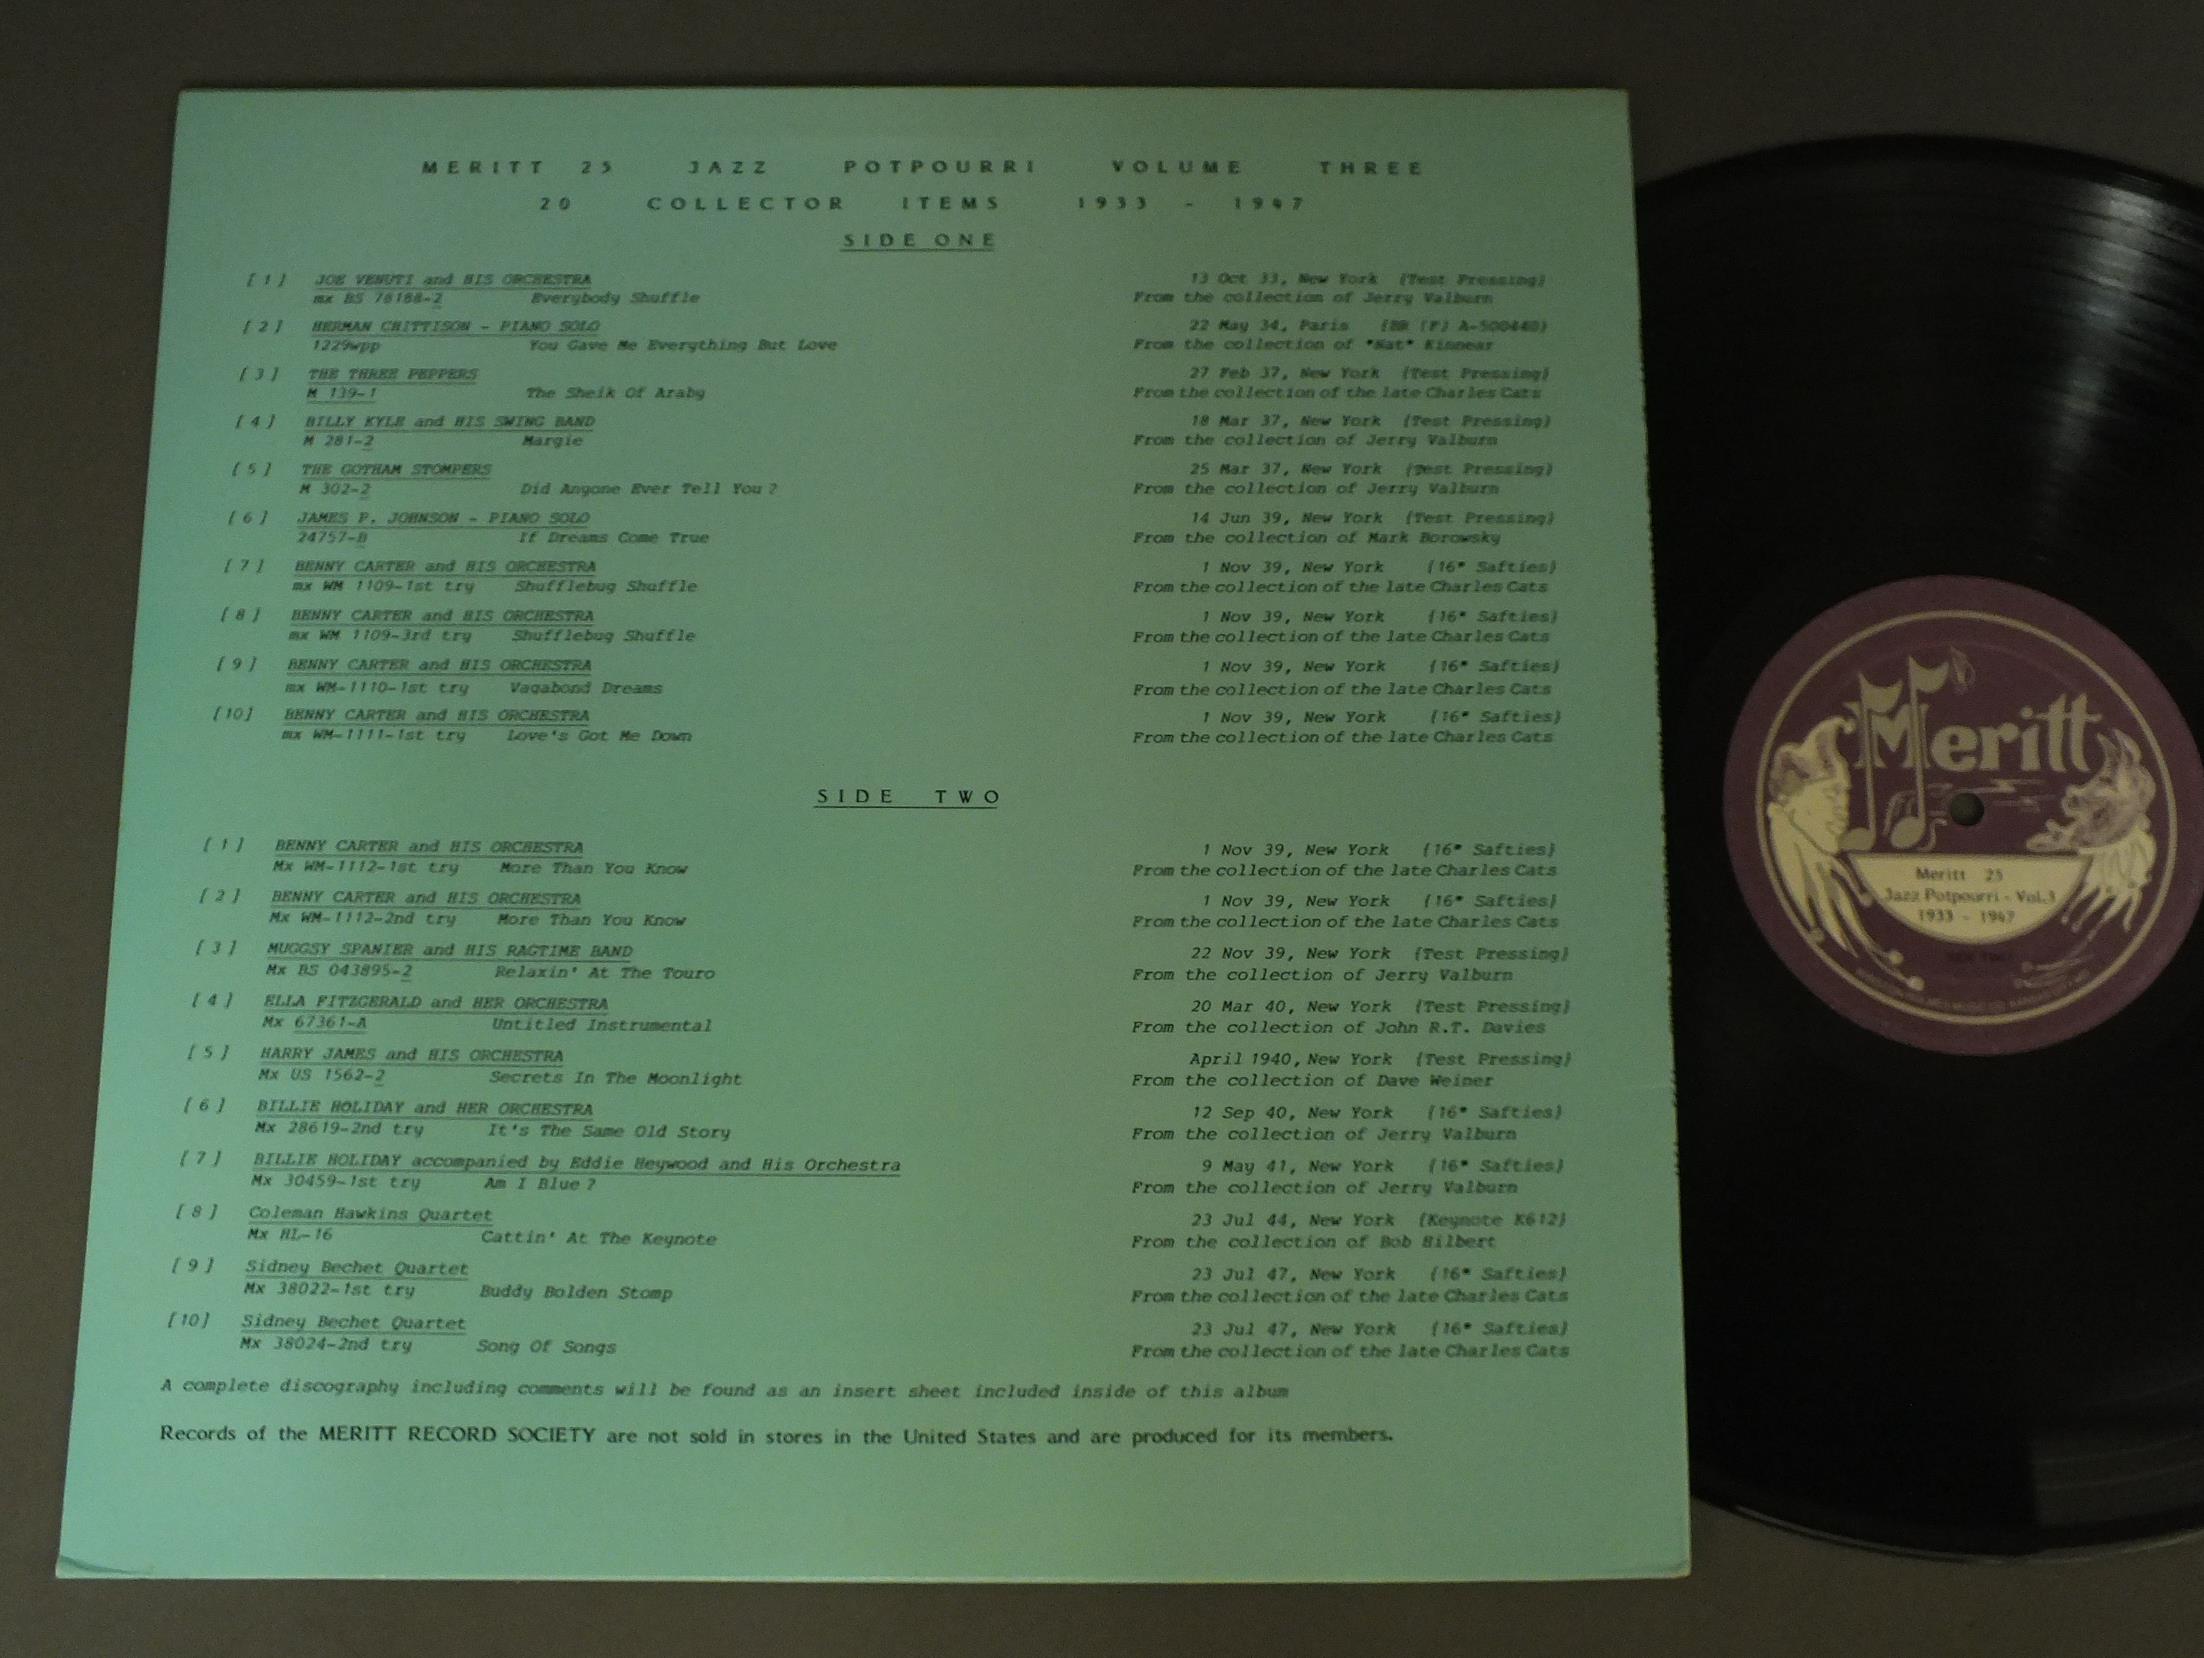 MERITT 25 JAZZ POTPOURRI VOLUME THREE
20 COLLECTOR ITEMS 1933 - 1947
SIDE ONE
[1] JOE VENUTI and HIS ORCHESTRA 13 Oct 33, New York (Test Pressing)
mx BS 78188-2 Everybody Shuffle From the collection of Jerry Valburn
[2] HERMAN CHITTISON - PIANO SOLO 22 May 34, Paris (BR (F) A-500440)
1229wpp You Gave Me Everything But Love From the collection of "Nat" Kinnear
[3] THE THREE PEPPERS 27 Feb 37, New York (Test Pressing)
M 139-1 The Sheik Of Araby From the collection of the late Charles Cats
[4] BILLY KYLE and HIS SWING BAND 18 Mar 37, New York (Test Pressing)
M 281-2 Margie From the collection of Jerry Valburn
[5] THE GOTHAM STOMPERS 25 Mar 37, New York (Test Pressing)
M 302-2 Did Anyone Ever Tell You? From the collection of Jerry Valburn
[6] JAMES P. JOHNSON - PIANO SOLO 14 Jun 39, New York (Test Pressing)
24757-B If Dreams Come True From the collection of Mark Borowsky
[7] BENNY CARTER and HIS ORCHESTRA 1 Nov 39, New York (16" Safties)
mx WM 1109-1st try Shufflebug Shuffle From the collection of the late Charles Cats
[8] BENNY CARTER and HIS ORCHESTRA 1 Nov 39, New York (16" Safties)
mx WM 1109-3rd try Shufflebug Shuffle From the collection of the late Charles Cats
[9] BENNY CARTER and HIS ORCHESTRA 1 Nov 39, New York (16" Safties)
mx WM-1110-1st try Vagabond Dreams From the collection of the late Charles Cats
[10] BENNY CARTER and HIS ORCHESTRA 1 Nov 39, New York (16" Safties)
mx WM-1111-1st try Love's Got Me Down From the collection of the late Charles Cats
SIDE TWO
[1] BENNY CARTER and HIS ORCHESTRA 1 Nov 39, New York (16" Safties)
Mx WM-1112-1st try More Than You Know From the collection of the late Charles Cats
[2] BENNY CARTER and HIS ORCHESTRA 1 Nov 39, New York (16" Safties)
Mx WM-1112-2nd try More Than You Know From the collection of the late Charles Cats
[3] MUGGSY SPANIER and HIS RAGTIME BAND 22 Nov 39, New York (Test Pressing)
Mx BS 043895-2 Relaxin' At The Touro From the collection of Jerry Valburn
[4] ELLA FITZGERALD and HER ORCHESTRA 20 Mar 40, New York (Test Pressing)
Mx 67361-A Untitled Instrumental From the collection of John R.T. Davies
[5] HARRY JAMES and HIS ORCHESTRA April 1940, New York (Test Pressing)
Mx US 1562-2 Secrets In The Moonlight From the collection of Dave Weiner
[6] BILLIE HOLIDAY and HER ORCHESTRA 12 Sep 40, New York (16" Safties)
Mx 28619-2nd try It's The Same Old Story From the collection of Jerry Valburn
[7] BILLIE HOLIDAY accompanied by Eddie Heywood and His Orchestra 9 May 41, New York (16" Safties)
Mx 30459-1st try Am I Blue? From the collection of Jerry Valburn
[8] Coleman Hawkins Quartet 23 Jul 44, New York (Keynote K612)
Mx HL-16 Cattin' At The Keynote From the collection of Bob Hilbert
[9] Sidney Bechet Quartet 23 Jul 47, New York (16" Safties)
Mx 38022-1st try Buddy Bolden Stomp From the collection of the late Charles Cats
[10] Sidney Bechet Quartet 23 Jul 47, New York (16" Safties)
Mx 38024-2nd try Song Of Songs From the collection of the late Charles Cats
A complete discography including comments will be found as an insert sheet included inside of this album
Records of the MERITT RECORD SOCIETY are not sold in stores in the United States and are produced for its members.
Meritt
Meritt 25
Jazz Potpourri - Vol.3
1933 - 1947